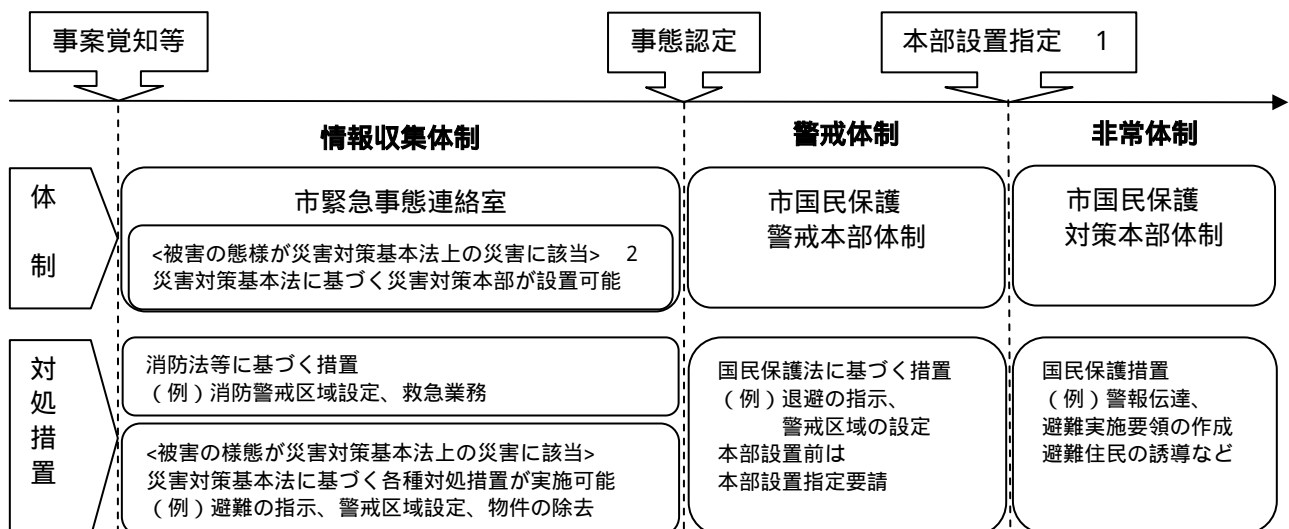 事案覚知等
事態認定
本部設置指定　1
情報収集体制
警戒体制
非常体制
体
制
市緊急事態連絡室
<被害の態様が災害対策基本法上の災害に該当>　2
災害対策基本法に基づく災害対策本部が設置可能
市国民保護
警戒本部体制
市国民保護
対策本部体制
対
処
措
置
消防法等に基づく措置
（例）消防警戒区域設定、救急業務
<被害の様態が災害対策基本法上の災害に該当>
災害対策基本法に基づく各種対処措置が実施可能
（例）避難の指示、警戒区域設定、物件の除去
国民保護法に基づく措置
（例）退避の指示、
警戒区域の設定
本部設置前は
本部設置指定要請
国民保護措置
（例）警報伝達、
避難実施要領の作成
避難住民の誘導など